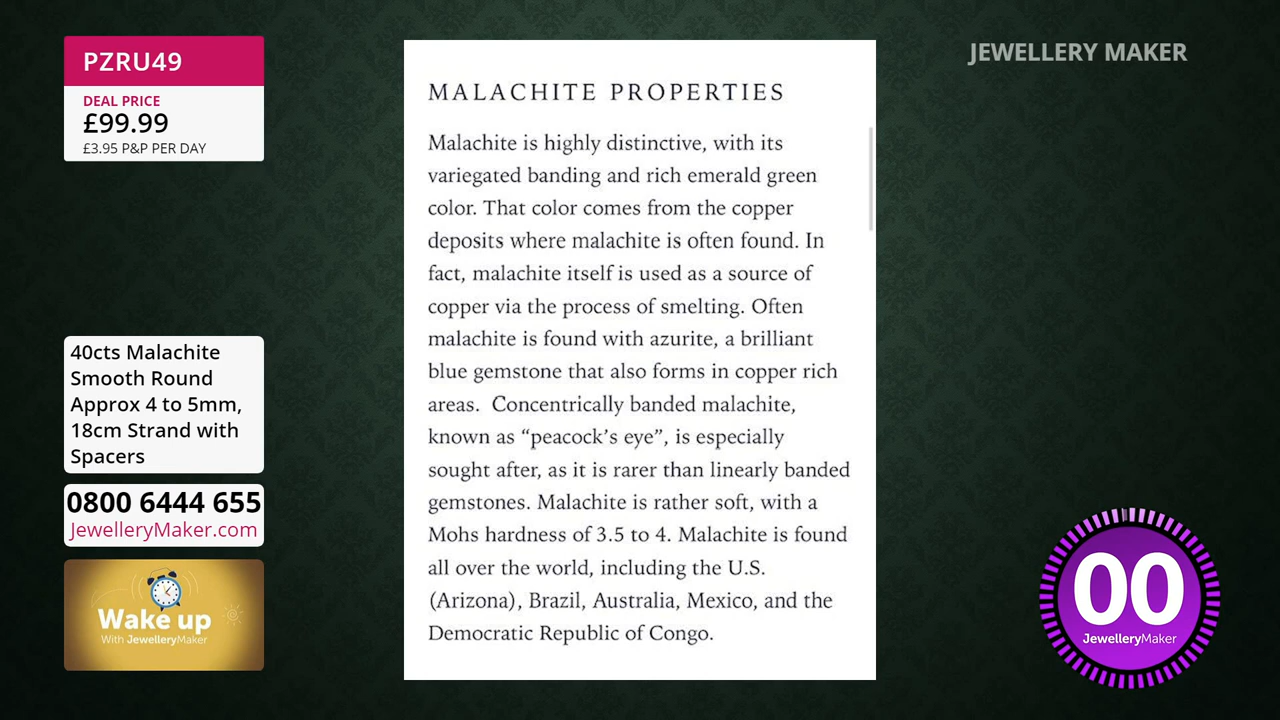 PZRU49
DEAL PRICE
£99.99
£3.95 P&P PER DAY
JEWELLERY MAKER
MALACHITE PROPERTIES
Malachite is highly distinctive, with its
variegated banding and rich emerald green
color. That color comes from the copper
deposits where malachite is often found. In
fact, malachite itself is used as a source of
copper via the process of smelting. Often
malachite is found with azurite, a brilliant
blue gemstone that also forms in copper rich
areas.  Concentrically banded malachite,
known as “peacock’s eye”, is especially
sought after, as it is rarer than linearly banded
gemstones. Malachite is rather soft, with a
Mohs hardness of 3.5 to 4. Malachite is found
all over the world, including the U.S.
(Arizona), Brazil, Australia, Mexico, and the
Democratic Republic of Congo.
40cts Malachite
Smooth Round
Approx 4 to 5mm,
18cm Strand with
Spacers
0800 6444 655
JewelleryMaker.com
Wake up
With JewelleryMaker
00
JewelleryMaker